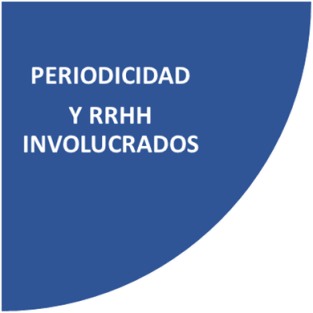 PERIODICIDAD
Y RRHH
INVOLUCRADOS